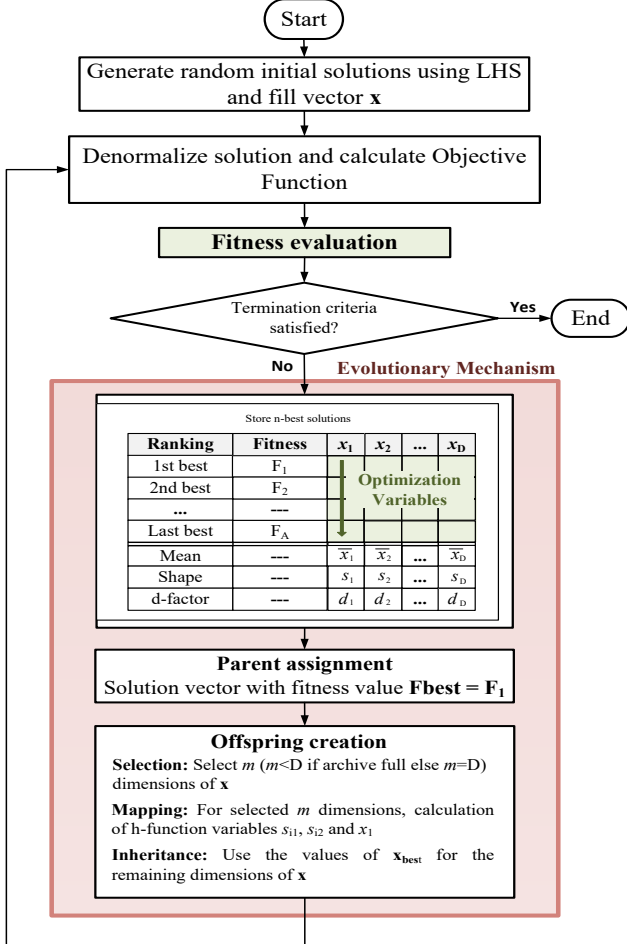 Start
Generate random initial solutions using LHS
and fill vector x
Denormalize solution and calculate Objective
Function
Fitness evaluation
Termination criteria
satisfied?
Yes
End
No
Evolutionary Mechanism
Store n-best solutions
Ranking Fitness x1 x2 ... xD
1st best F1
Optimization
Variables
2nd best F2
... ---
Last best FA
Mean --- x̅1 x̅2 ... x̅D
Shape --- s1 s2 ... sD
d-factor --- d1 d2 ... dD
Parent assignment
Solution vector with fitness value Fbest = F1
Offspring creation
Selection: Select m (m<D if archive full else m=D)
dimensions of x
Mapping: For selected m dimensions, calculation
of h-function variables si1, si2 and x1
Inheritance: Use the values of xbest for the
remaining dimensions of x